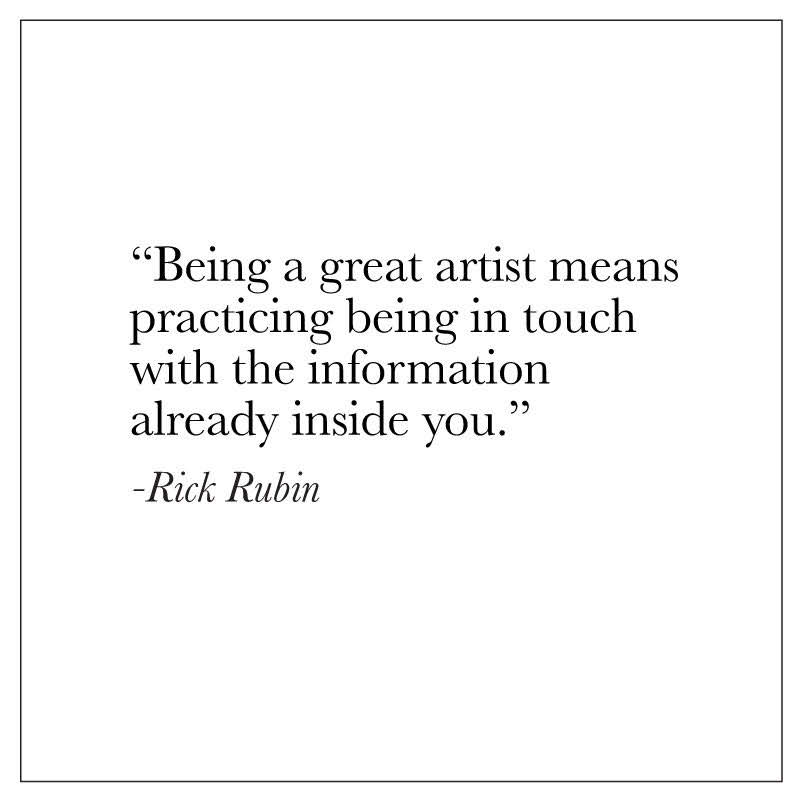 “Being a great artist means
practicing being in touch
with the information
already inside you.”
-Rick Rubin